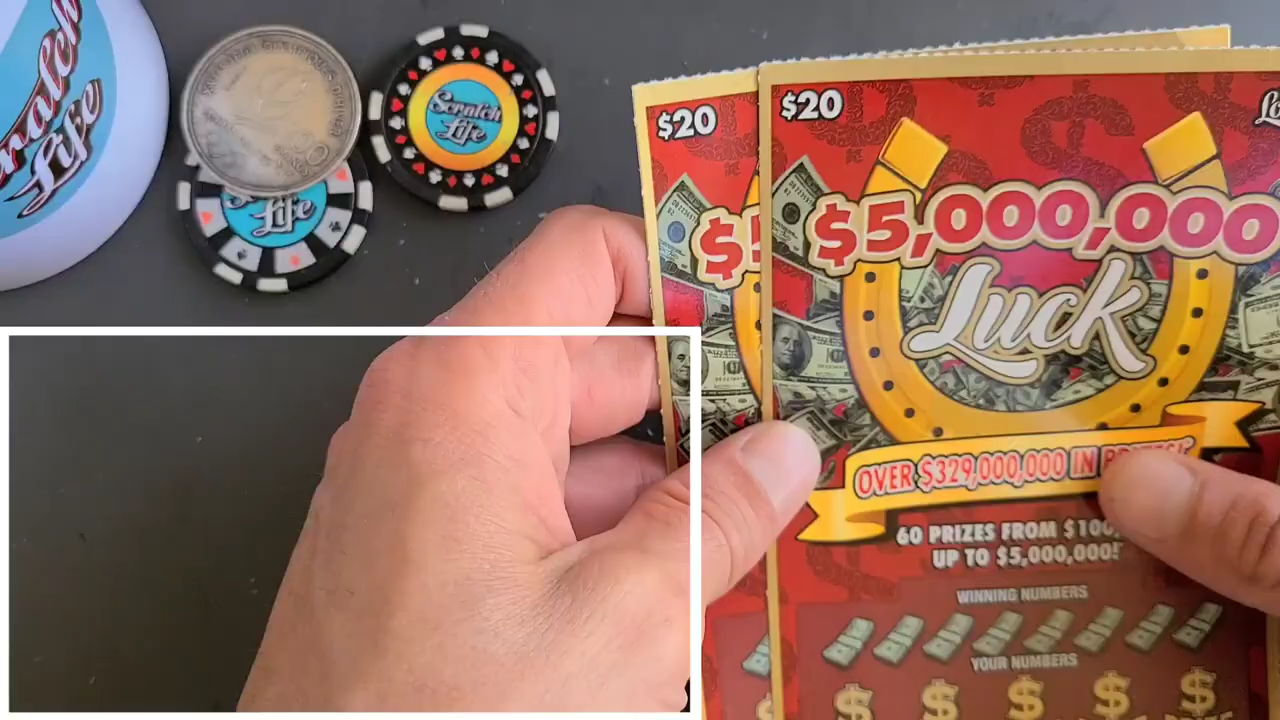 Scratch
Life
Life
Scratch
Life
$20
$20
$5,000,000
Luck
OVER $329,000,000 IN
60 PRIZES FROM $100,
UP TO $5,000,000!
WINNING NUMBERS
YOUR NUMBERS